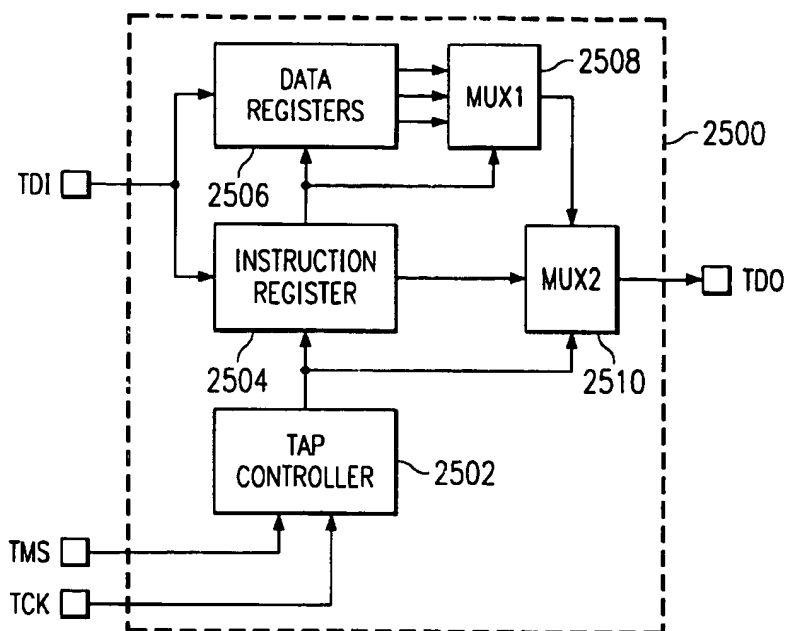 DATA
REGISTERS
MUX1
2508
2500
TDI
2506
INSTRUCTION
REGISTER
MUX2
TDO
2504
2510
TAP
CONTROLLER
2502
TMS
TCK